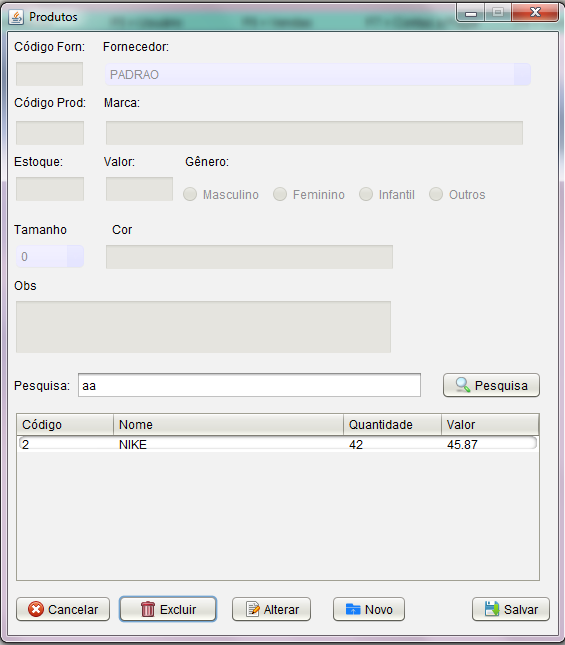 Produtos
Código Forn: Fornecedor:
PADRAO
Código Prod: Marca:
Estoque: Valor: Gênero:
Masculino Feminino Infantil Outros
Tamanho Cor
0
Obs
Pesquisa: aa Pesquisa
Código Nome Quantidade Valor
2 NIKE 42 45.87
Cancelar Excluir Alterar Novo Salvar